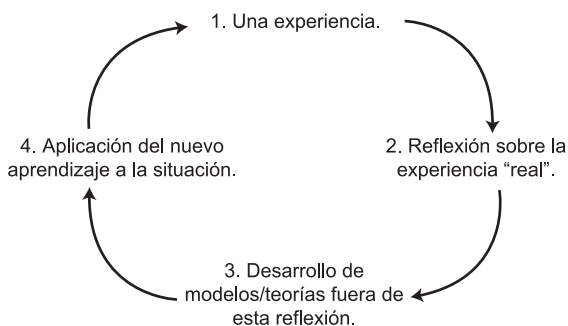 1. Una experiencia.
2. Reflexión sobre la
experiencia “real”.
3. Desarrollo de
modelos/teorías fuera de
esta reflexión.
4. Aplicación del nuevo
aprendizaje a la situación.